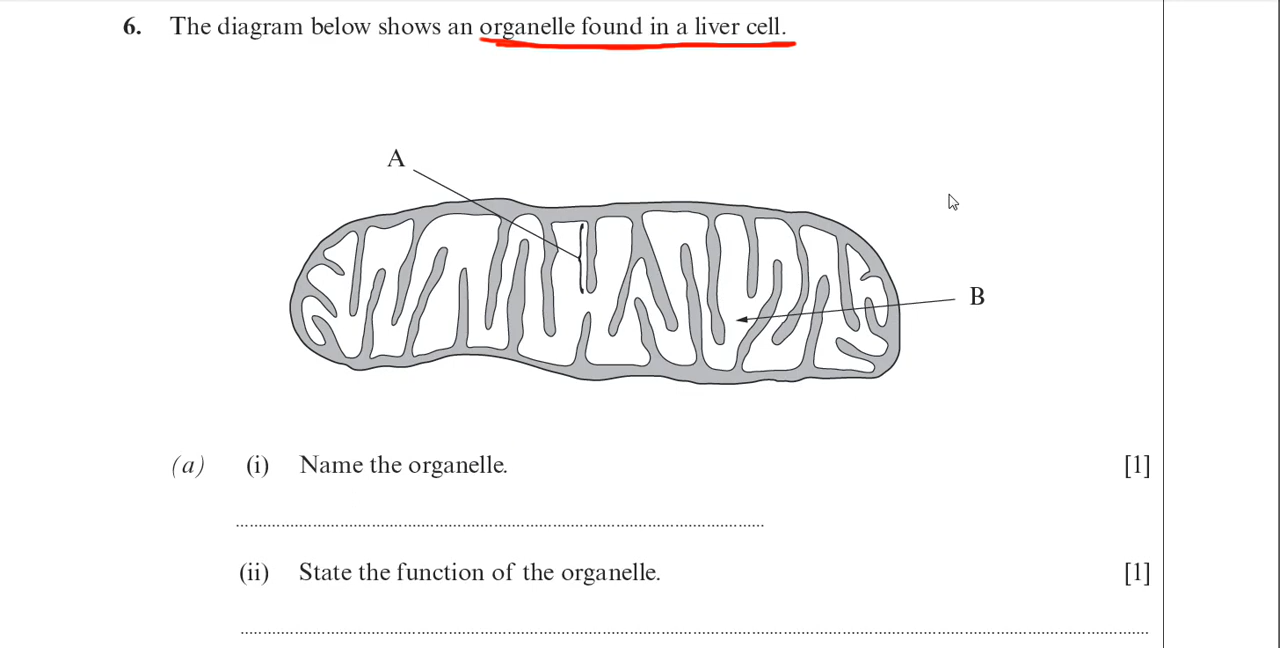 6. The diagram below shows an organelle found in a liver cell.
A
B
(a) (i) Name the organelle. [1]
(ii) State the function of the organelle. [1]